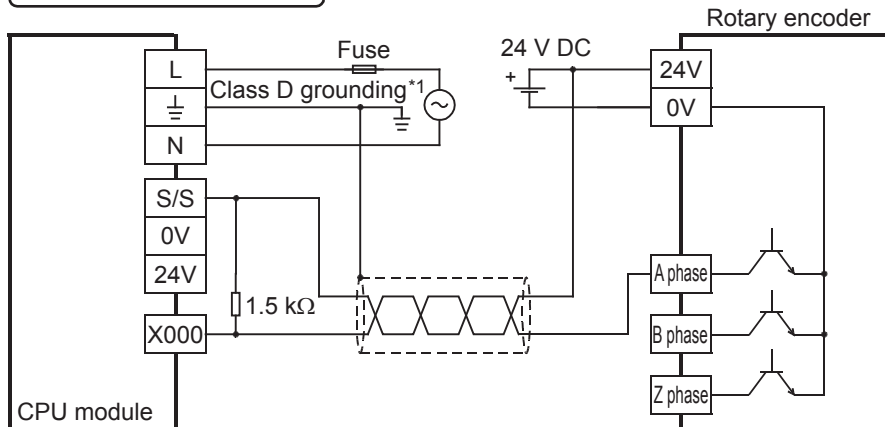 Rotary encoder
L
Fuse
24 V DC
+
24V
Class D grounding*1
0V
N
S/S
0V
24V
1.5 kΩ
X000
A phase
B phase
Z phase
CPU module